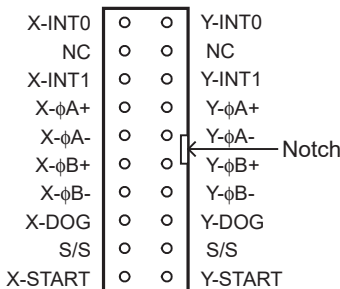 X-INT0 Y-INT0
NC NC
X-INT1 Y-INT1
X-ϕA+ Y-ϕA+
X-ϕA- Y-ϕA-
Notch
X-ϕB+ Y-ϕB+
X-ϕB- Y-ϕB-
X-DOG Y-DOG
S/S S/S
X-START Y-START